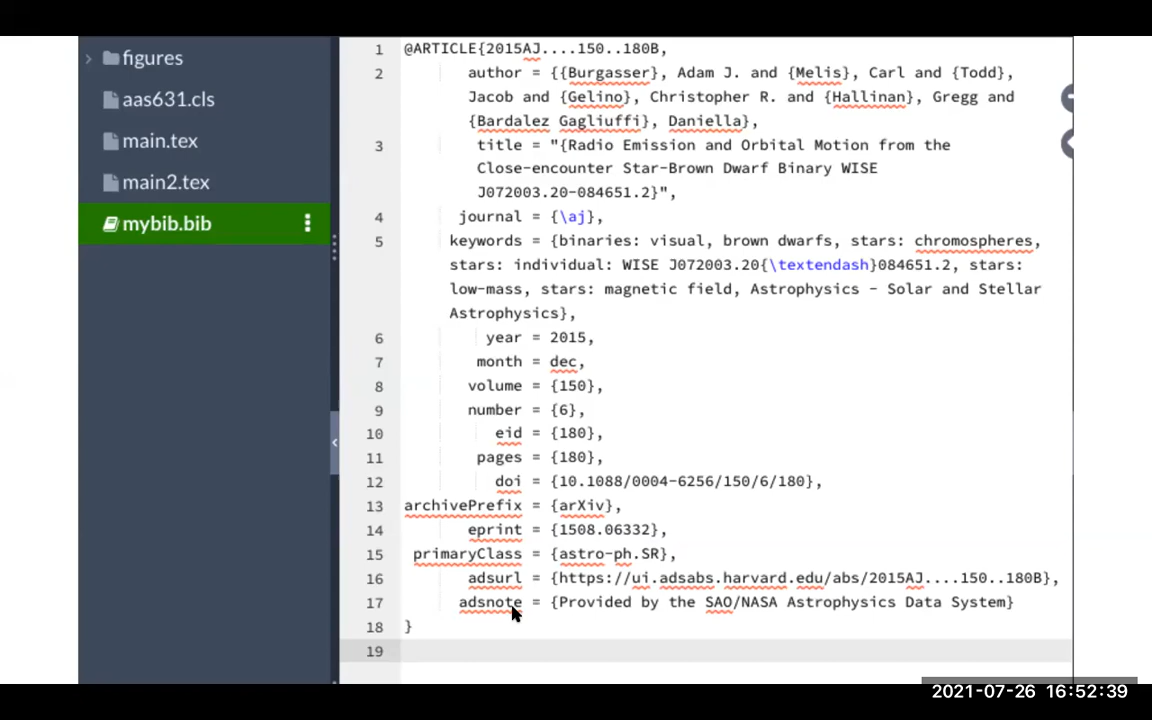 figures
aas631.cls
main.tex
main2.tex
mybib.bib
1 @ARTICLE{2015AJ....150..180B,
2 author = {{Burgasser}, Adam J. and {Melis}, Carl and {Todd},
Jacob and {Gelino}, Christopher R. and {Hallinan}, Gregg and
{Bardalez Gagliuffi}, Daniella},
3 title = "{Radio Emission and Orbital Motion from the
Close-encounter Star-Brown Dwarf Binary WISE
J072003.20-084651.2}",
4 journal = {\aj},
5 keywords = {binaries: visual, brown dwarfs, stars: chromospheres,
stars: individual: WISE J072003.20{\textendash}084651.2, stars:
low-mass, stars: magnetic field, Astrophysics - Solar and Stellar
Astrophysics},
6 year = 2015,
7 month = dec,
8 volume = {150},
9 number = {6},
10 eid = {180},
11 pages = {180},
12 doi = {10.1088/0004-6256/150/6/180},
13 archivePrefix = {arXiv},
14 eprint = {1508.06332},
15 primaryClass = {astro-ph.SR},
16 adsurl = {https://ui.adsabs.harvard.edu/abs/2015AJ....150..180B},
17 adsnote = {Provided by the SAO/NASA Astrophysics Data System}
18 }
19
2021-07-26 16:52:39